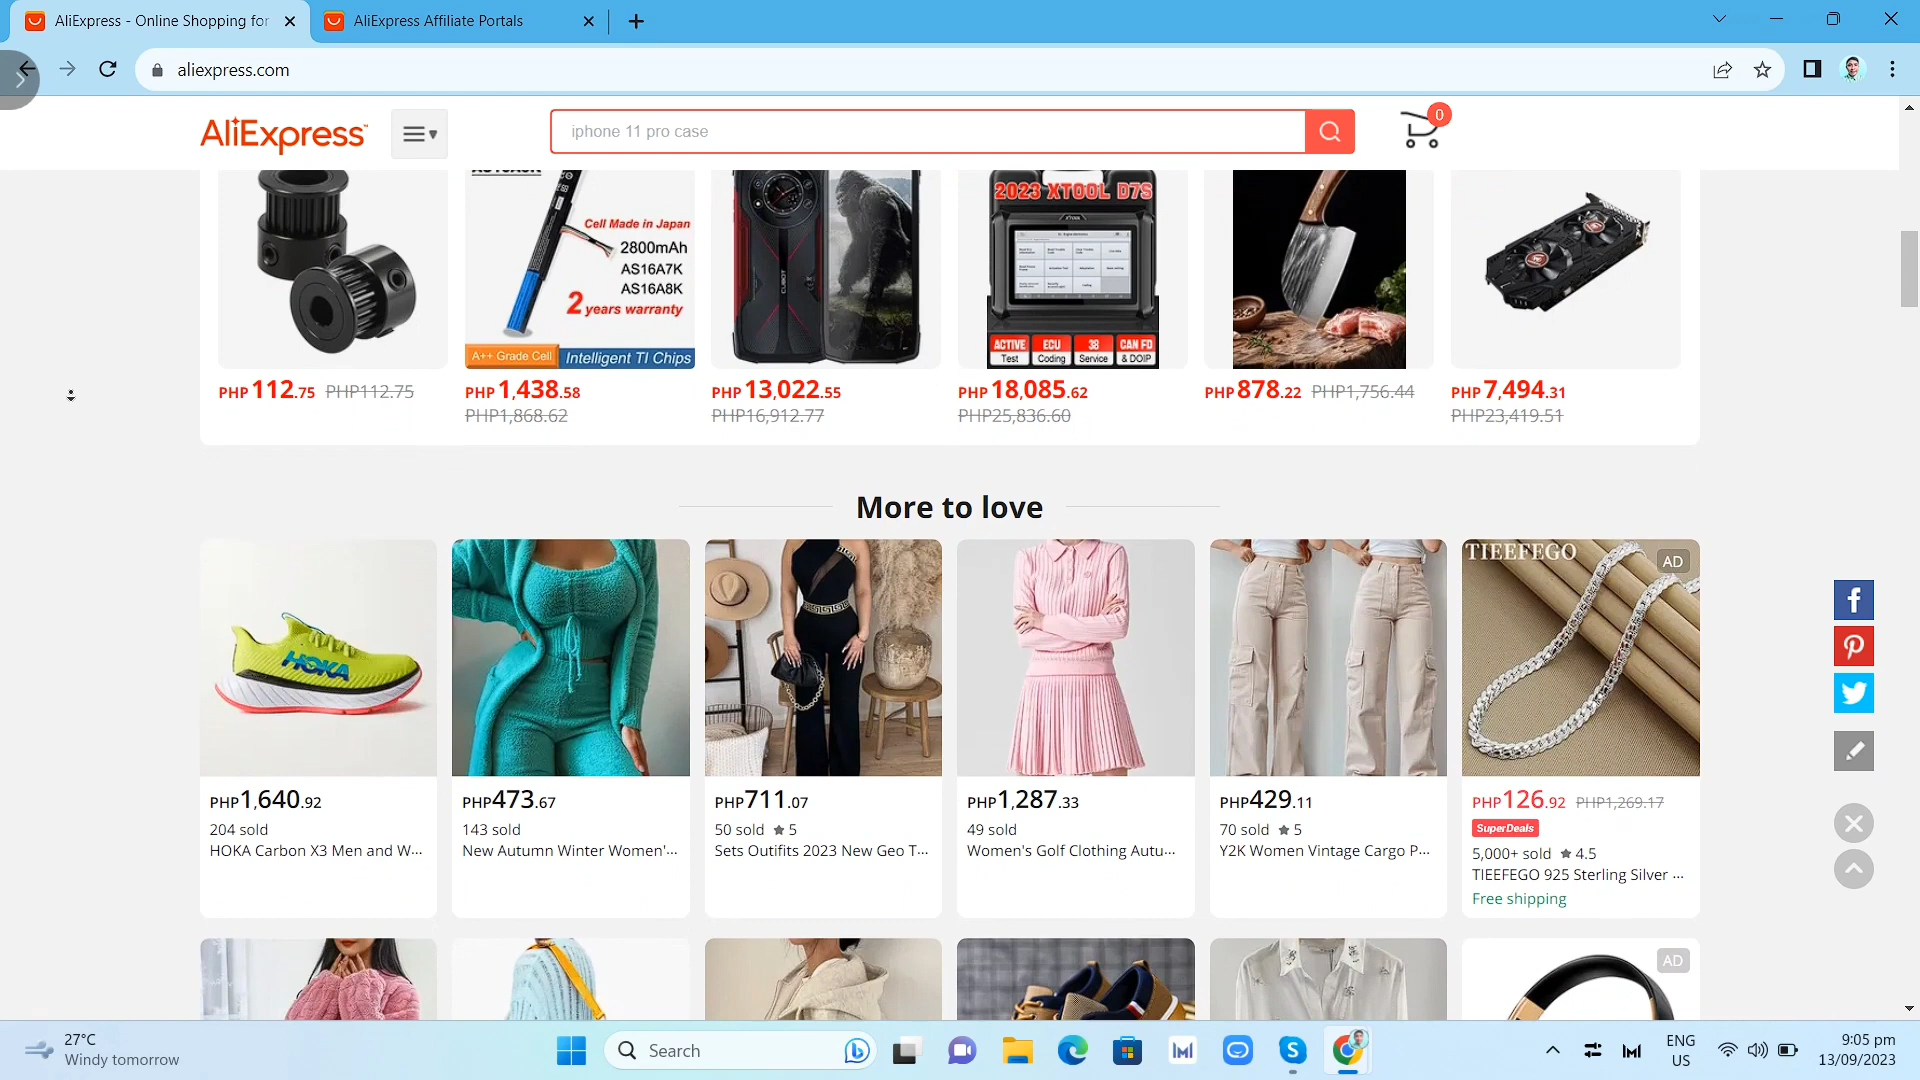 AliExpress - Online Shopping for
AliExpress Affiliate Portals
aliexpress.com
AliExpress
iphone 11 pro case
0
Cell Made in Japan
2800mAh
AS16A7K
AS16A8K
2 years warranty
A++ Grade Cell
Intelligent TI Chips
CUBOT
2023 XTOOL D7S
XTOOL
ACTIVE Test
ECU Coding
38 Service
CAN FD & DOIP
PHP 112.75 PHP112.75
PHP 1,438.58
PHP1,868.62
PHP 13,022.55
PHP16,912.77
PHP 18,085.62
PHP25,836.60
PHP 878.22 PHP1,756.44
PHP 7,494.31
PHP23,419.51
More to love
HOKA
TIEEFEGO
AD
PHP1,640.92
204 sold
HOKA Carbon X3 Men and W...
PHP473.67
143 sold
New Autumn Winter Women'...
PHP711.07
50 sold ★ 5
Sets Outifits 2023 New Geo T...
PHP1,287.33
49 sold
Women's Golf Clothing Autu...
PHP429.11
70 sold ★ 5
Y2K Women Vintage Cargo P...
PHP126.92 PHP1,269.17
SuperDeals
5,000+ sold ★ 4.5
TIEEFEGO 925 Sterling Silver ...
Free shipping
AD
27°C
Windy tomorrow
Search
ENG
US
9:05 pm
13/09/2023